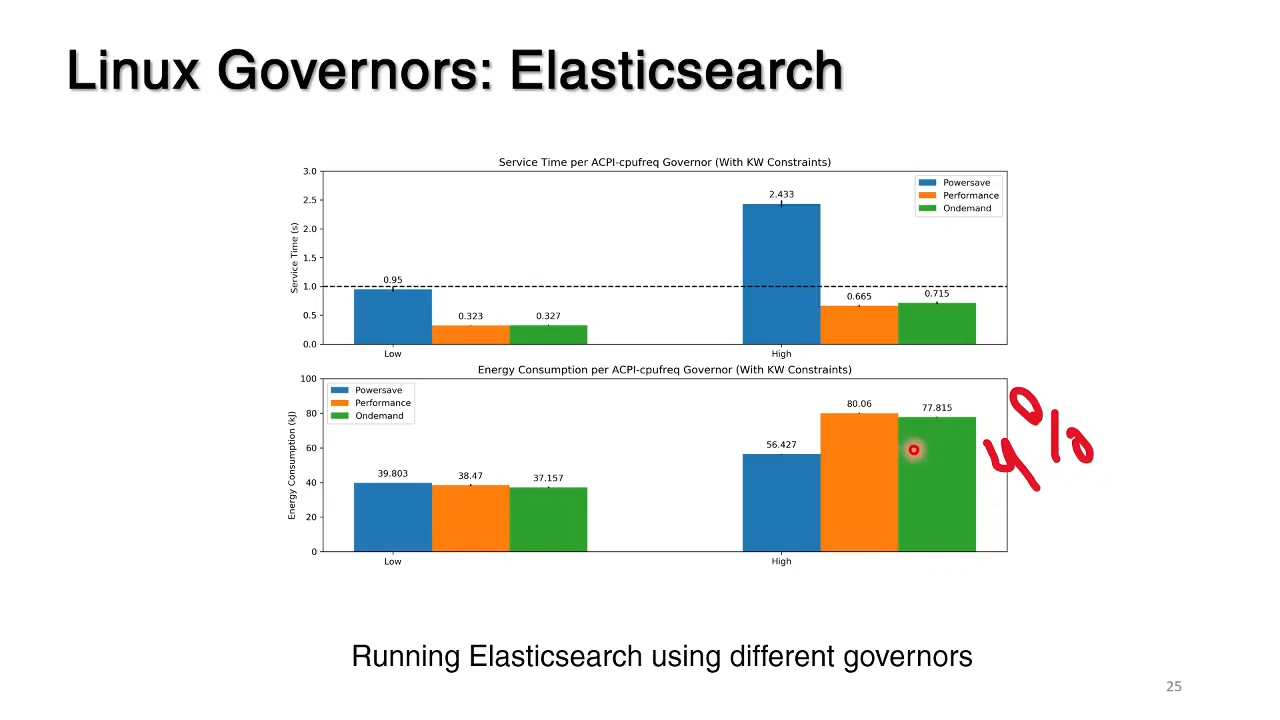 Linux Governors: Elasticsearch
Service Time per ACPI-cpufreq Governor (With KW Constraints)
Service Time (s)
3.0
2.5
2.0
1.5
1.0
0.5
0.0
Powersave
Performance
Ondemand
0.95
0.323
0.327
2.433
0.665
0.715
Low
High
Energy Consumption per ACPI-cpufreq Governor (With KW Constraints)
Energy Consumption (kJ)
100
80
60
40
20
0
Powersave
Performance
Ondemand
39.803
38.47
37.157
56.427
80.06
77.815
Low
High
4%
Running Elasticsearch using different governors
25